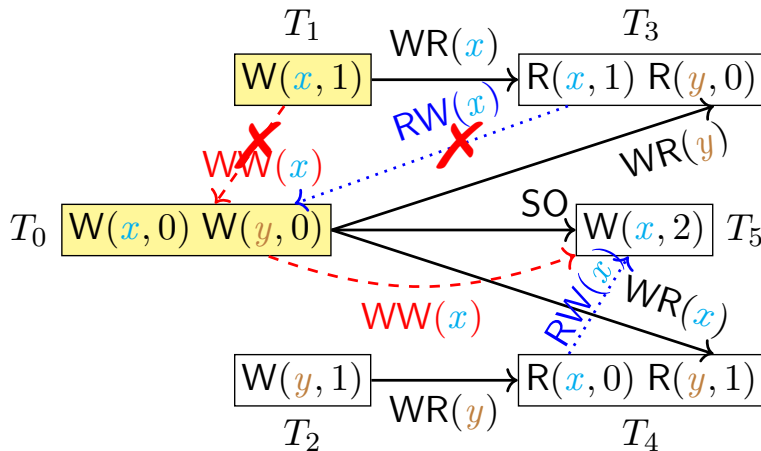 T₁
T₃
W(x, 1)
WR(x)
R(x, 1) R(y, 0)
RW(x)
WW(x)
WR(y)
T₀
W(x, 0) W(y, 0)
SO
W(x, 2)
T₅
WW(x)
RW(x)
WR(x)
W(y, 1)
WR(y)
R(x, 0) R(y, 1)
T₂
T₄